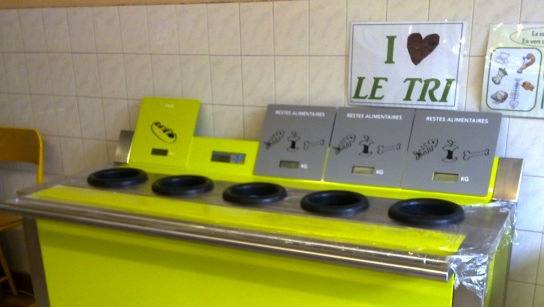 I
LE TRI
RESTES ALIMENTAIRES
KG
RESTES ALIMENTAIRES
KG
RESTES ALIMENTAIRES
KG